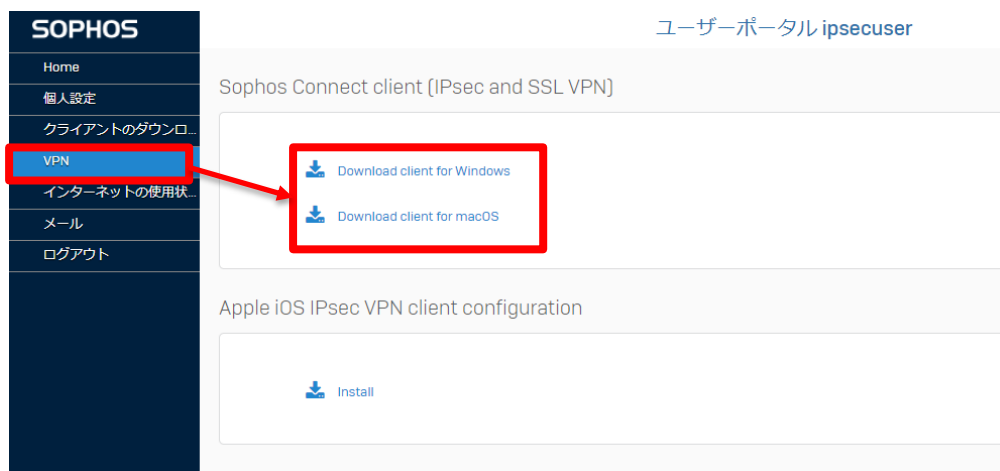 SOPHOS
ユーザーポータル ipsecuser
Home
個人設定
クライアントのダウンロ...
VPN
インターネットの使用状...
メール
ログアウト
Sophos Connect client (IPsec and SSL VPN)
Download client for Windows
Download client for macOS
Apple iOS IPsec VPN client configuration
Install